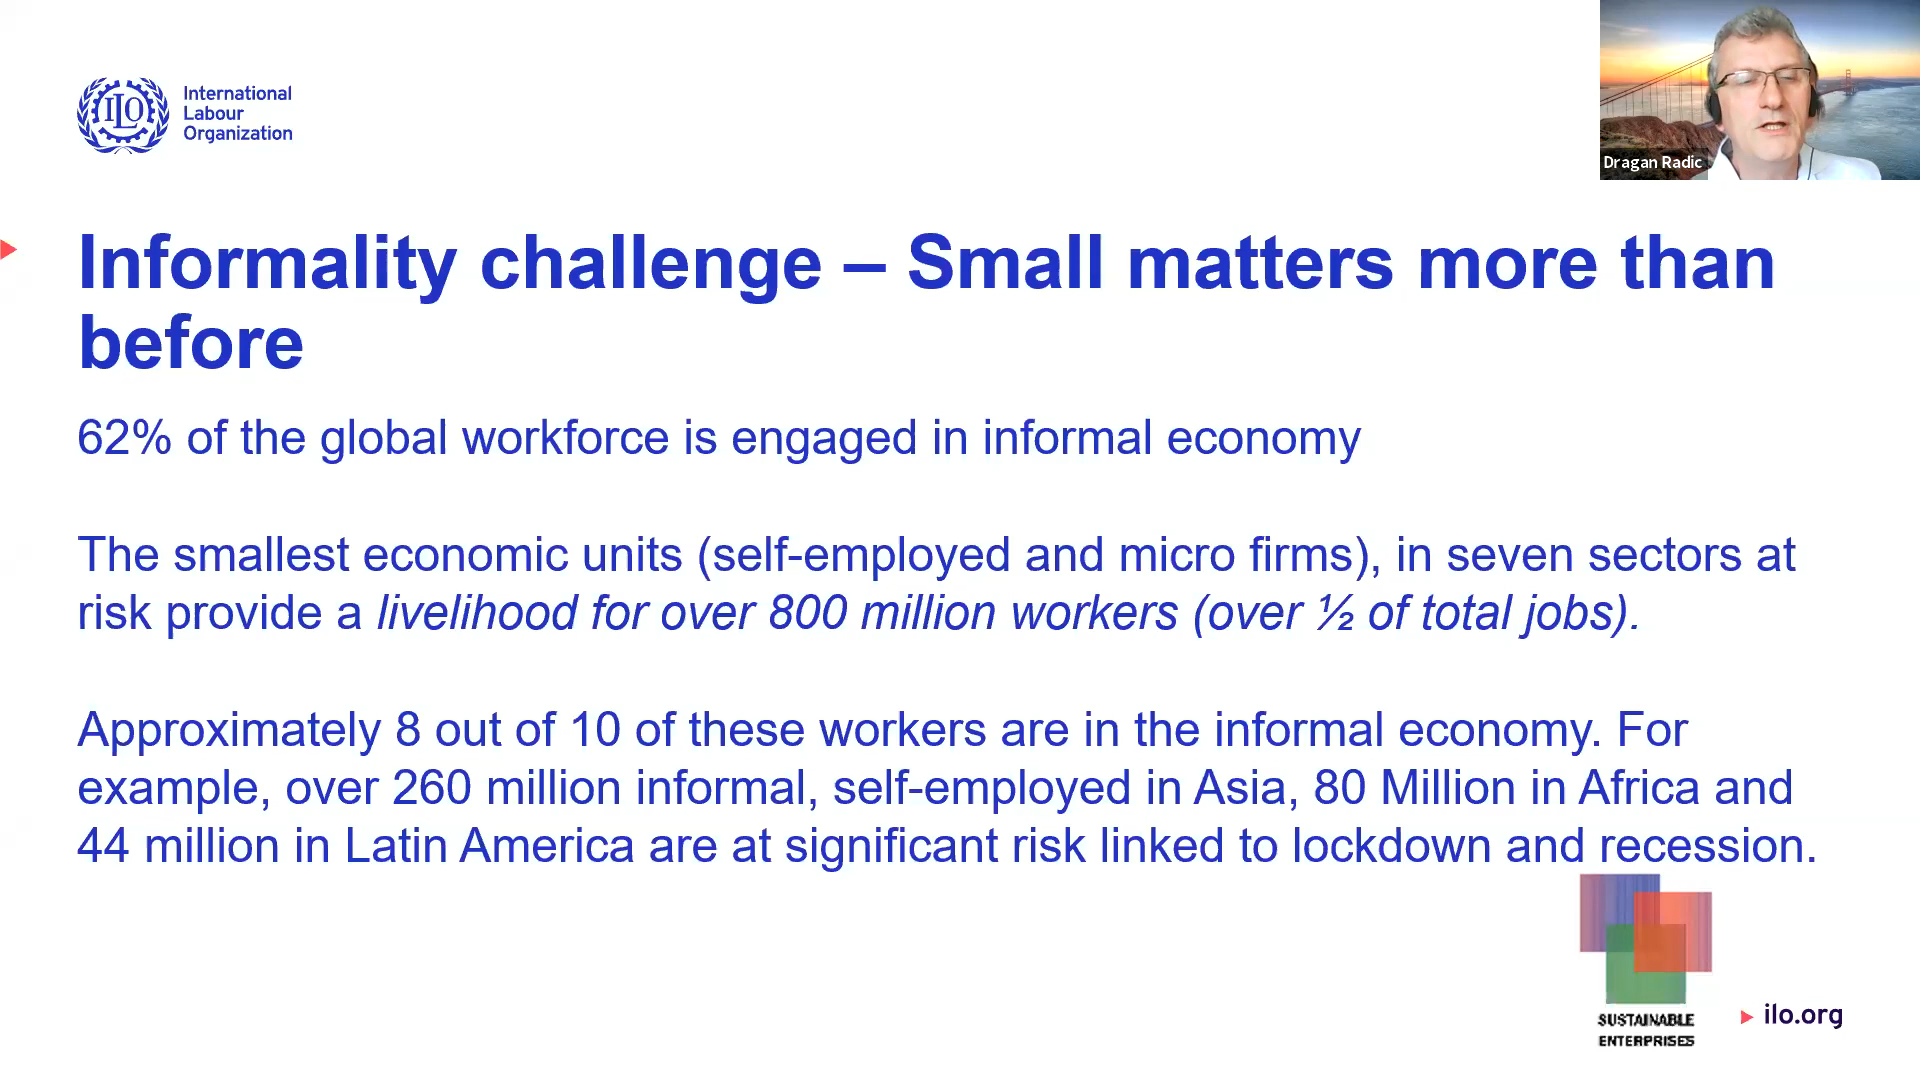 ILO
International
Labour
Organization
Dragan Radic
Informality challenge – Small matters more than
before
62% of the global workforce is engaged in informal economy
The smallest economic units (self-employed and micro firms), in seven sectors at
risk provide a livelihood for over 800 million workers (over ½ of total jobs).
Approximately 8 out of 10 of these workers are in the informal economy. For
example, over 260 million informal, self-employed in Asia, 80 Million in Africa and
44 million in Latin America are at significant risk linked to lockdown and recession.
SUSTAINABLE
ENTERPRISES
ilo.org